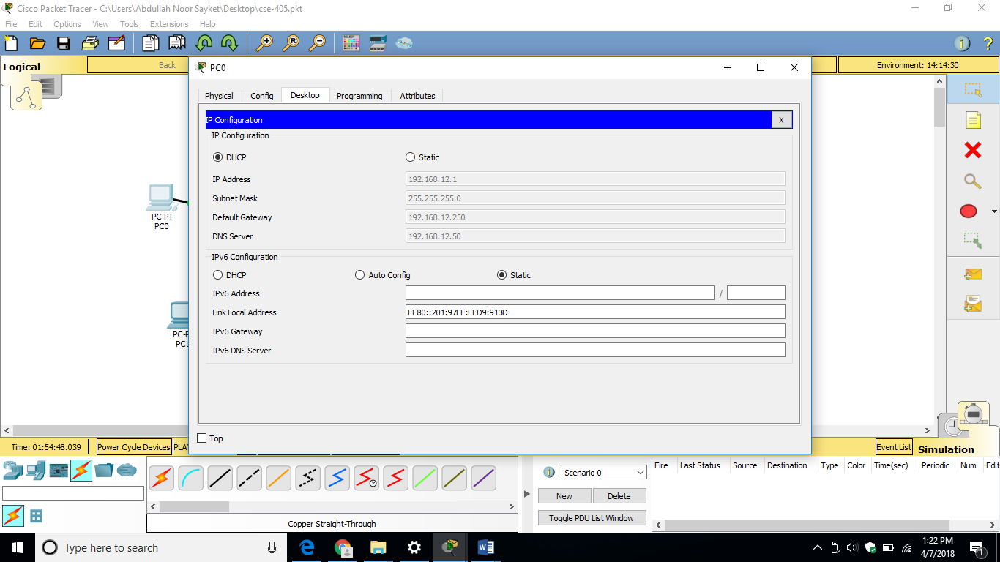 Cisco Packet Tracer - C:\Users\Abdullah Noor Sayket\Desktop\cse-405.pkt
File Edit Options View Tools Extensions Help
SELECT
Logical Back Environment: 14:14:30
PC0
Physical Config Desktop Programming Attributes
IP Configuration X
IP Configuration
DHCP Static
IP Address 192.168.12.1
Subnet Mask 255.255.255.0
Default Gateway 192.168.12.250
DNS Server 192.168.12.50
IPv6 Configuration
DHCP Auto Config Static
IPv6 Address /
Link Local Address FE80::201:97FF:FED9:913D
IPv6 Gateway
IPv6 DNS Server
Top
PC-PT
PC0
PC-P
PC1
Time: 01:54:48.039 Power Cycle Devices PLA Event List Simulation
Scenario 0
New Delete
Toggle PDU List Window
Fire Last Status Source Destination Type Color Time(sec) Periodic Num Edit
Copper Straight-Through
Type here to search
1:22 PM
4/7/2018
1